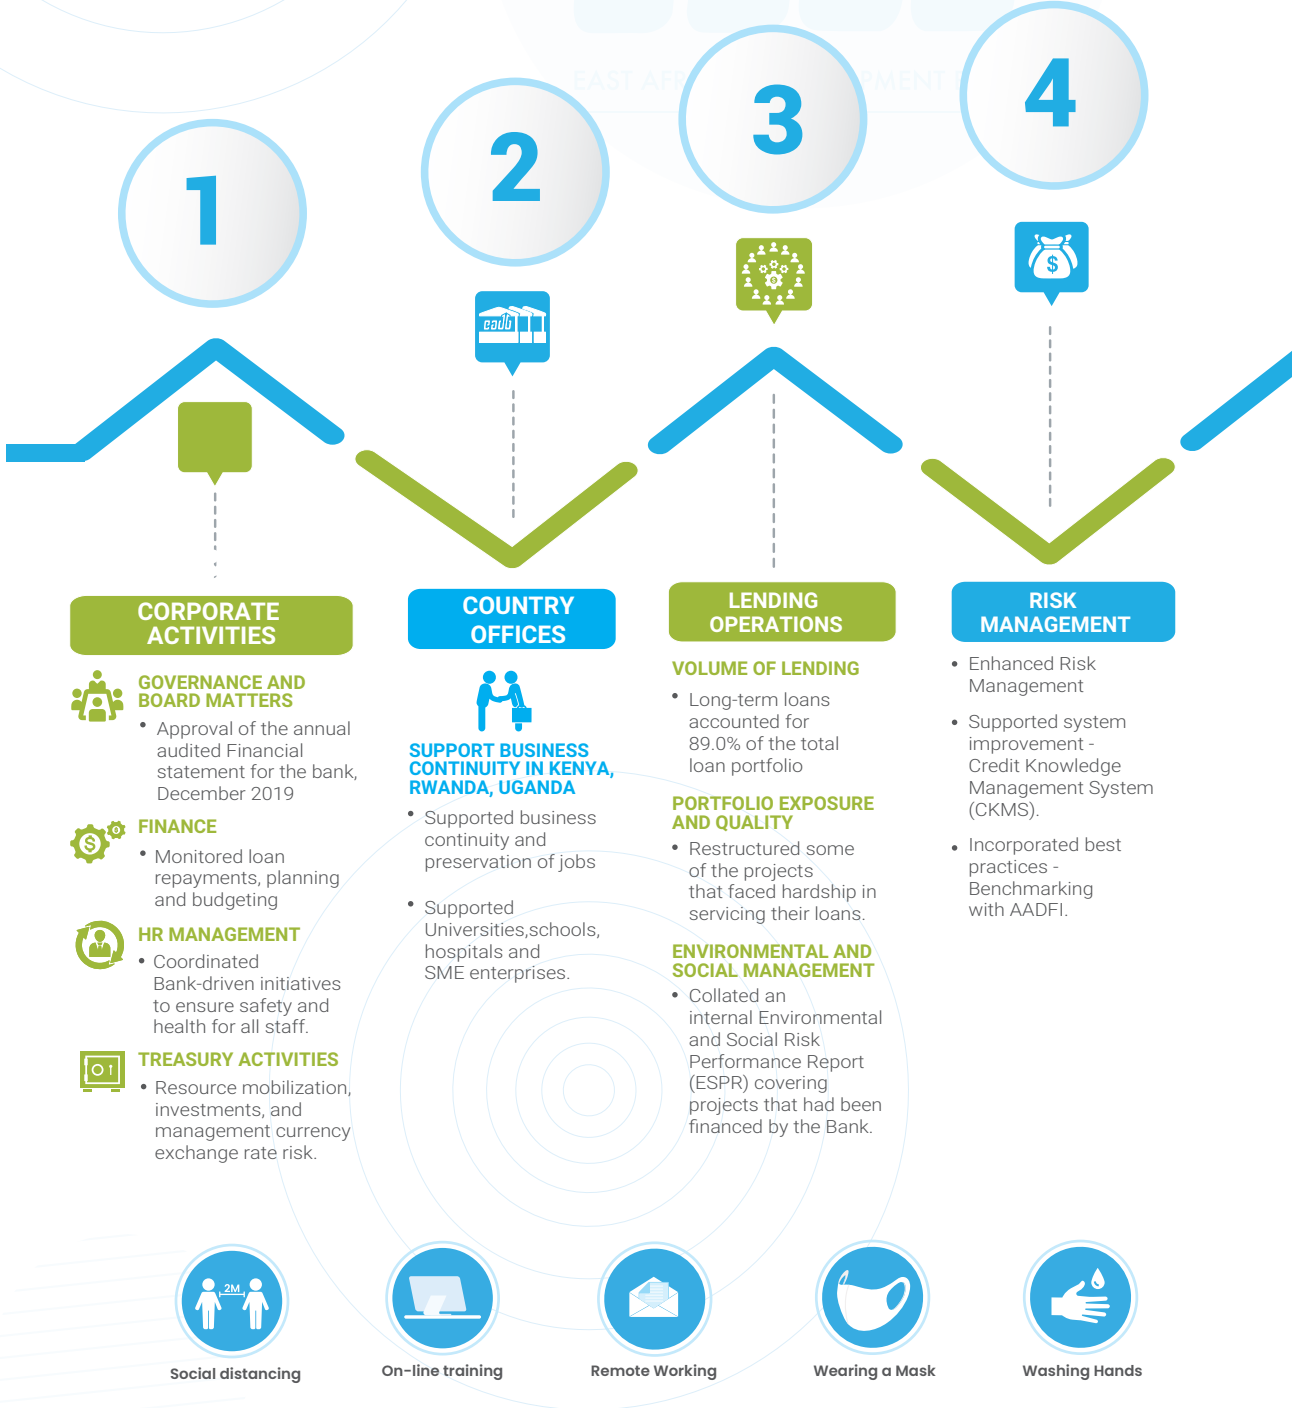 1
2
3
4
EAST AFR
PMENT
eadb
$
$
CORPORATE
ACTIVITIES
GOVERNANCE AND
BOARD MATTERS
• Approval of the annual
audited Financial
statement for the bank,
December 2019
$
FINANCE
• Monitored loan
repayments, planning
and budgeting
HR MANAGEMENT
• Coordinated
Bank-driven initiatives
to ensure safety and
health for all staff.
TREASURY ACTIVITIES
• Resource mobilization,
investments, and
management currency
exchange rate risk.
COUNTRY
OFFICES
SUPPORT BUSINESS
CONTINUITY IN KENYA,
RWANDA, UGANDA
• Supported business
continuity and
preservation of jobs
• Supported
Universities,schools,
hospitals and
SME enterprises.
LENDING
OPERATIONS
VOLUME OF LENDING
• Long-term loans
accounted for
89.0% of the total
loan portfolio
PORTFOLIO EXPOSURE
AND QUALITY
• Restructured some
of the projects
that faced hardship in
servicing their loans.
ENVIRONMENTAL AND
SOCIAL MANAGEMENT
• Collated an
internal Environmental
and Social Risk
Performance Report
(ESPR) covering
projects that had been
financed by the Bank.
RISK
MANAGEMENT
• Enhanced Risk
Management
• Supported system
improvement -
Credit Knowledge
Management System
(CKMS).
• Incorporated best
practices -
Benchmarking
with AADFI.
2M
Social distancing
On-line training
Remote Working
Wearing a Mask
Washing Hands